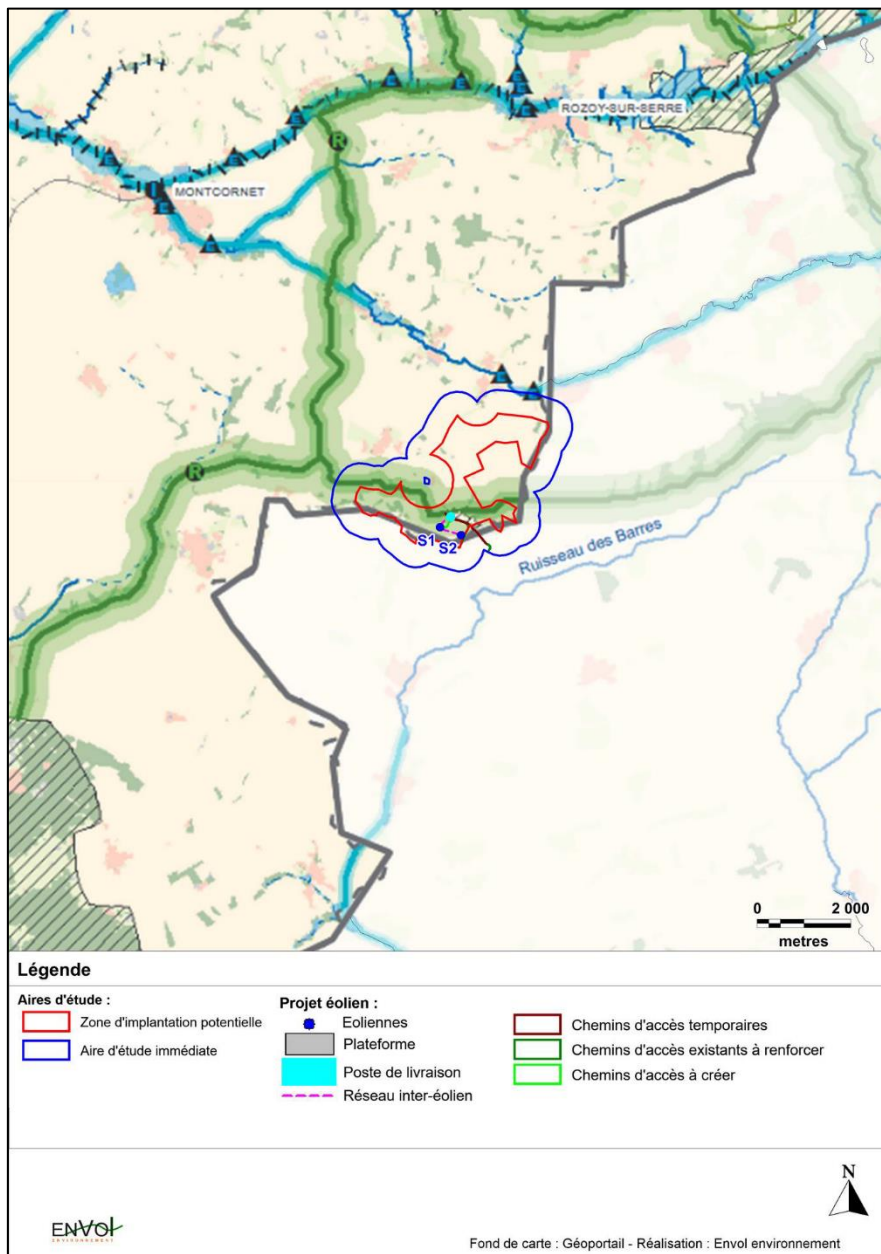 ROZOY-SUR-SERRE
E
E
E
E
E
E
R
E
I
MONTCORNET
E
E
E
E
R
S1
S2
Ruisseau des Barres
0 2 000
metres
Légende
Aires d'étude :
Zone d'implantation potentielle
Aire d'étude immédiate
Projet éolien :
Eoliennes
Plateforme
Poste de livraison
Réseau inter-éolien
Chemins d'accès temporaires
Chemins d'accès existants à renforcer
Chemins d'accès à créer
N
ENVOl
ENVIRONNEMENT
Fond de carte : Géoportail - Réalisation : Envol environnement